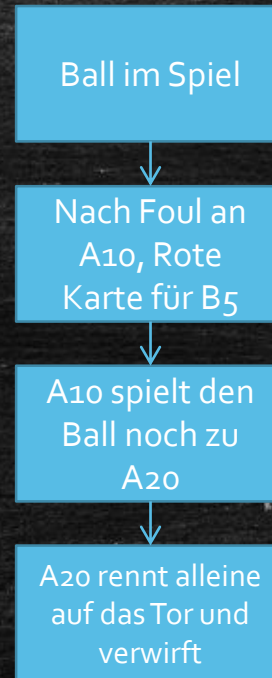 Ball im Spiel
Nach Foul an
A10, Rote
Karte für B5
A10 spielt den
Ball noch zu
A20
A20 rennt alleine
auf das Tor und
verwirft